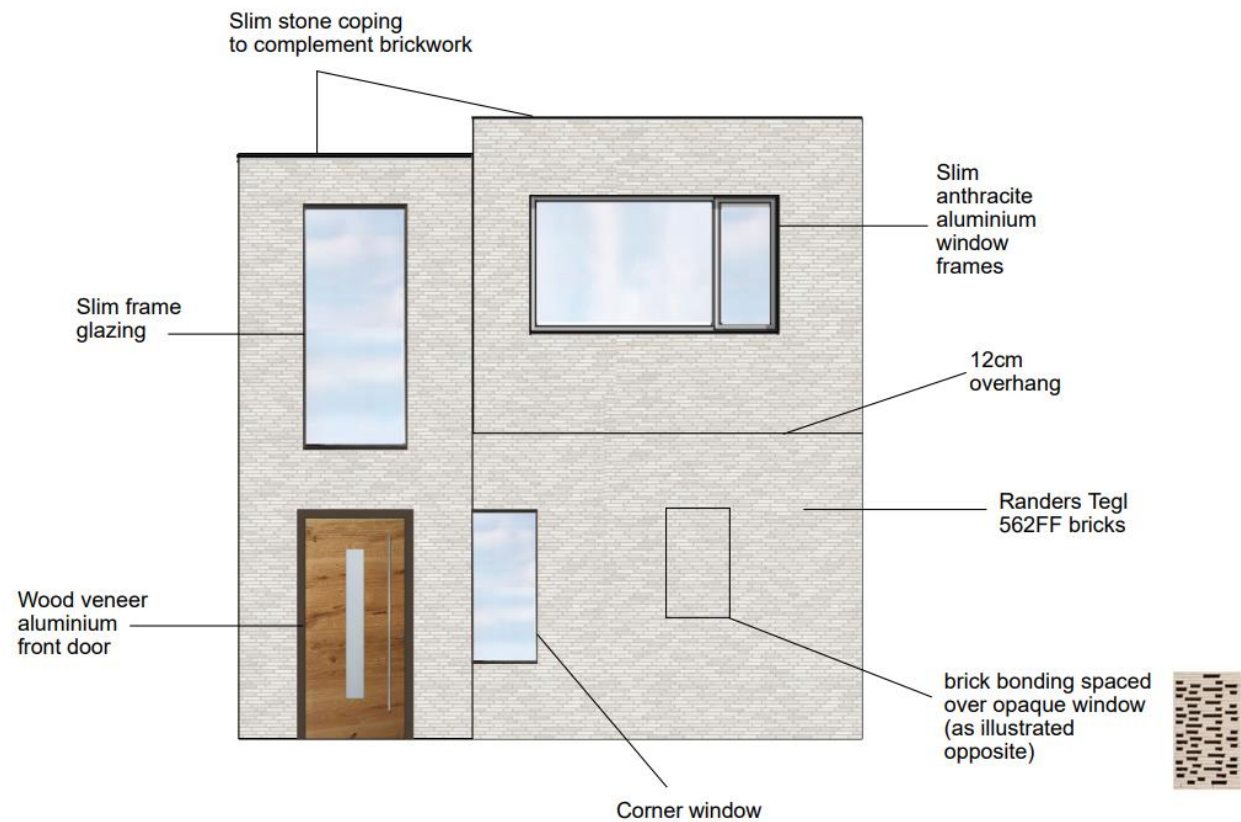 Slim stone coping
to complement brickwork
Slim
anthracite
aluminium
window
frames
Slim frame
glazing
12cm
overhang
Randers Tegl
562FF bricks
Wood veneer
aluminium
front door
brick bonding spaced
over opaque window
(as illustrated
opposite)
Corner window